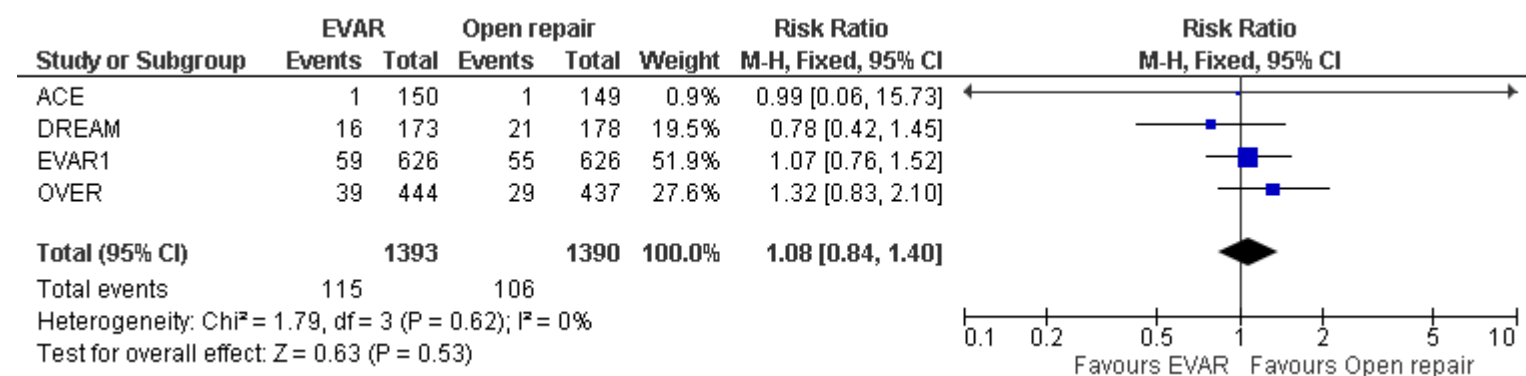 EVAR Open repair Risk Ratio Risk Ratio
Study or Subgroup Events Total Events Total Weight M-H, Fixed, 95% CI M-H, Fixed, 95% CI
ACE 1 150 1 149 0.9% 0.99 [0.06, 15.73]
DREAM 16 173 21 178 19.5% 0.78 [0.42, 1.45]
EVAR1 59 626 55 626 51.9% 1.07 [0.76, 1.52]
OVER 39 444 29 437 27.6% 1.32 [0.83, 2.10]
Total (95% CI) 1393 1390 100.0% 1.08 [0.84, 1.40]
Total events 115 106
Heterogeneity: Chi² = 1.79, df = 3 (P = 0.62); I² = 0%
Test for overall effect: Z = 0.63 (P = 0.53)
0.1 0.2 0.5 1 2 5 10
Favours EVAR Favours Open repair